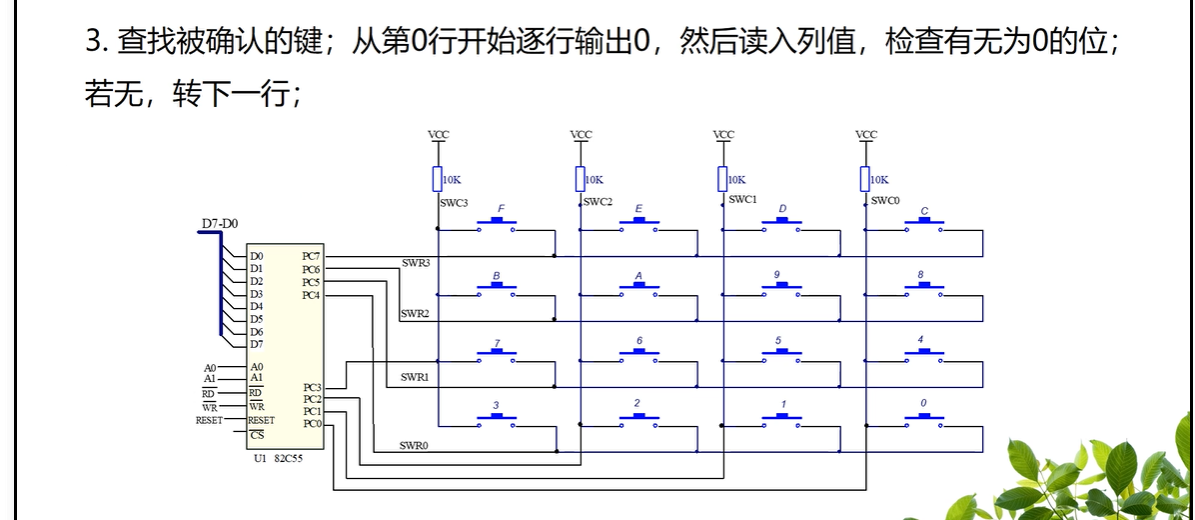 3. 查找被确认的键；从第0行开始逐行输出0，然后读入列值，检查有无为0的位；
若无，转下一行；
VCC VCC VCC VCC
10K 10K 10K 10K
SWC3 SWC2 SWC1 SWC0
F E D C
D7-D0
D0 PC7
SWR3
D1 PC6
D2 PC5
D3 PC4
B A 9 8
D4
SWR2
D5
D6
D7
7 6 5 4
A0 A0
A1 A1
SWR1
RD RD PC3
WR WR PC2
PC1
3 2 1 0
RESET RESET PC0
CS
SWR0
U1 82C55